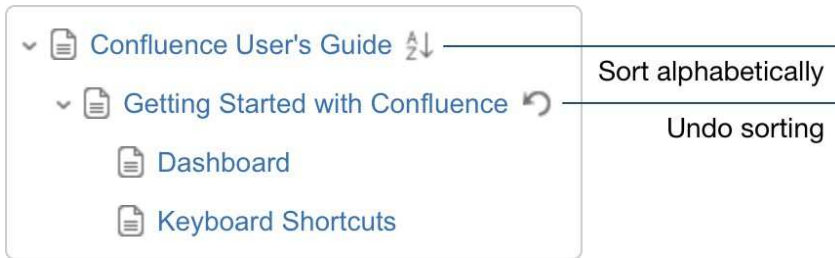 Confluence User's Guide
Sort alphabetically
Getting Started with Confluence
Undo sorting
Dashboard
Keyboard Shortcuts